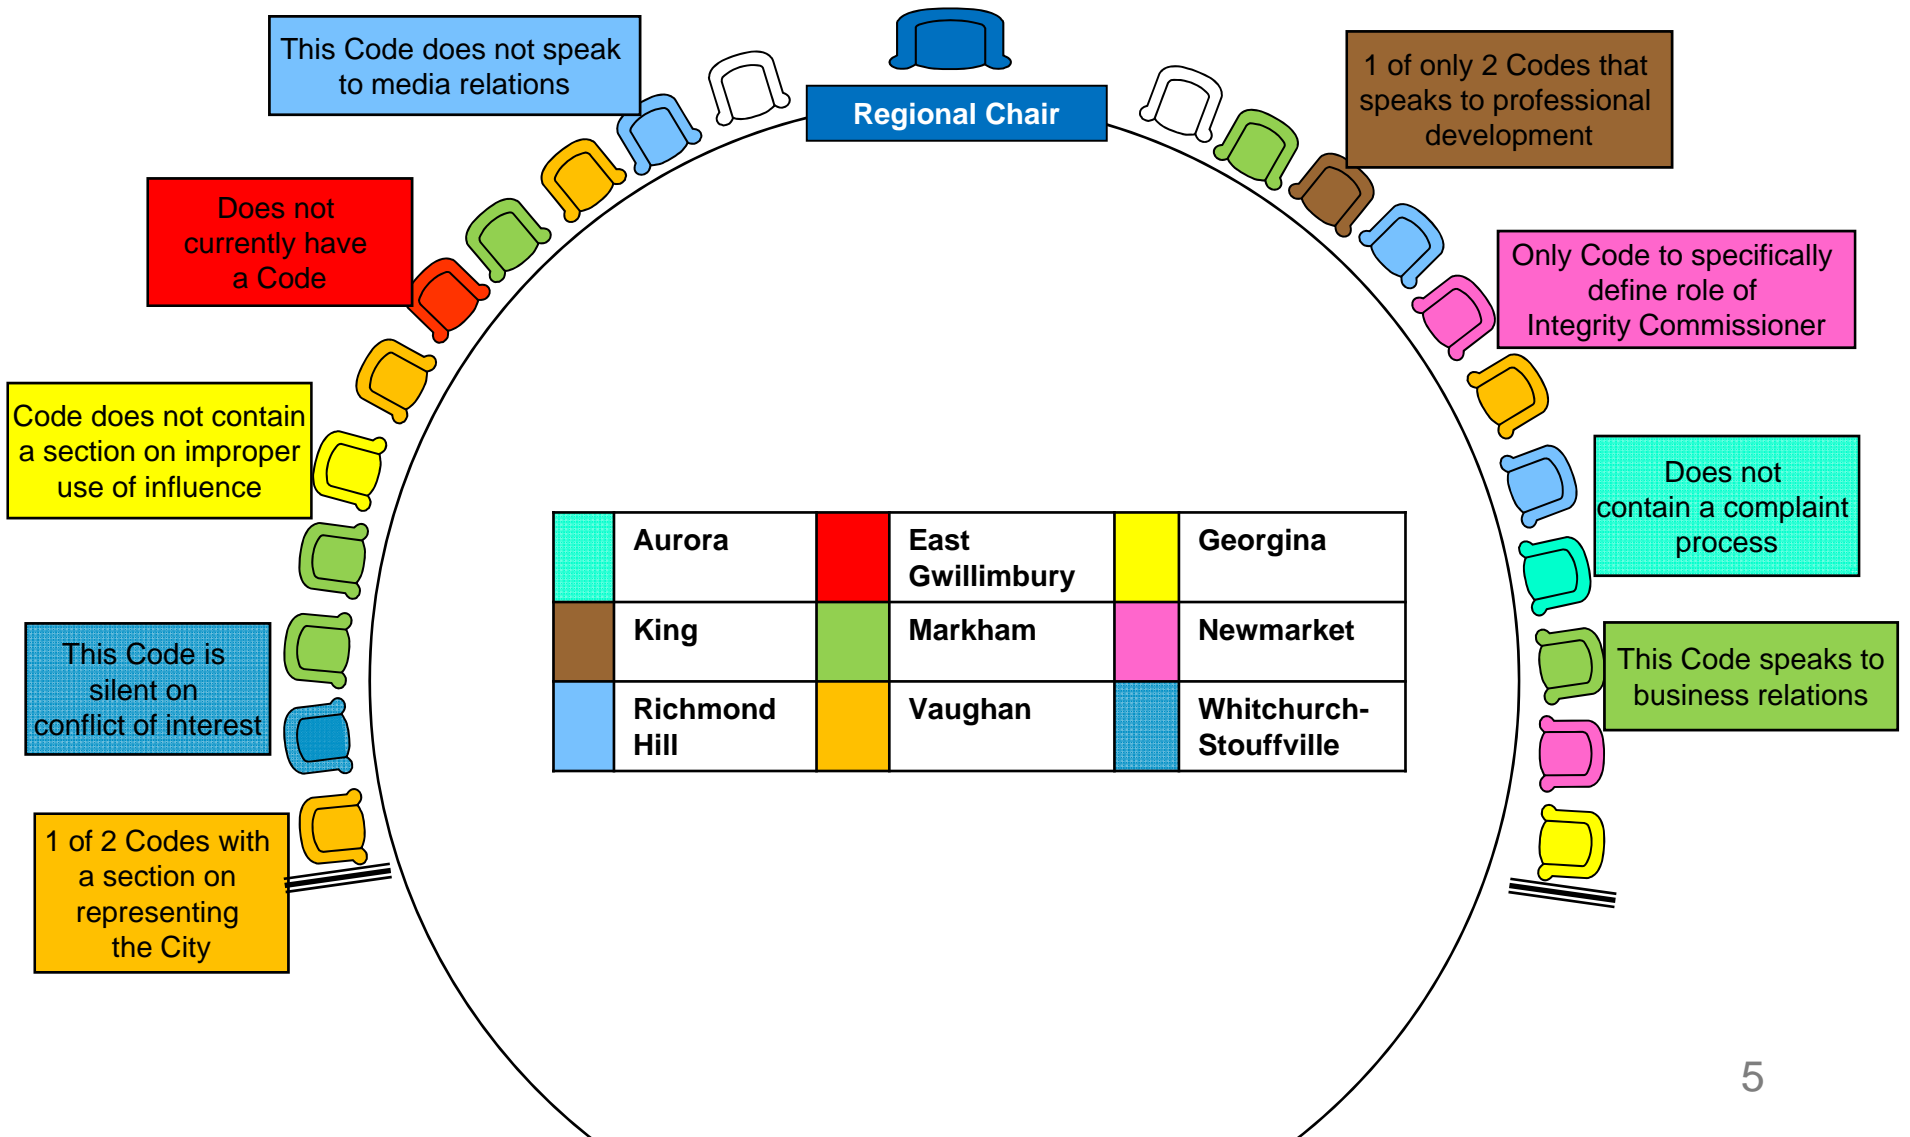 This Code does not speak
to media relations
Regional Chair
1 of only 2 Codes that
speaks to professional
development
Does not
currently have
a Code
Only Code to specifically
define role of
Integrity Commissioner
Code does not contain
a section on improper
use of influence
Does not
contain a complaint
process
Aurora
East
Gwillimbury
Georgina
King
Markham
Newmarket
Richmond
Hill
Vaughan
Whitchurch-
Stouffville
This Code is
silent on
conflict of interest
This Code speaks to
business relations
1 of 2 Codes with
a section on
representing
the City
5